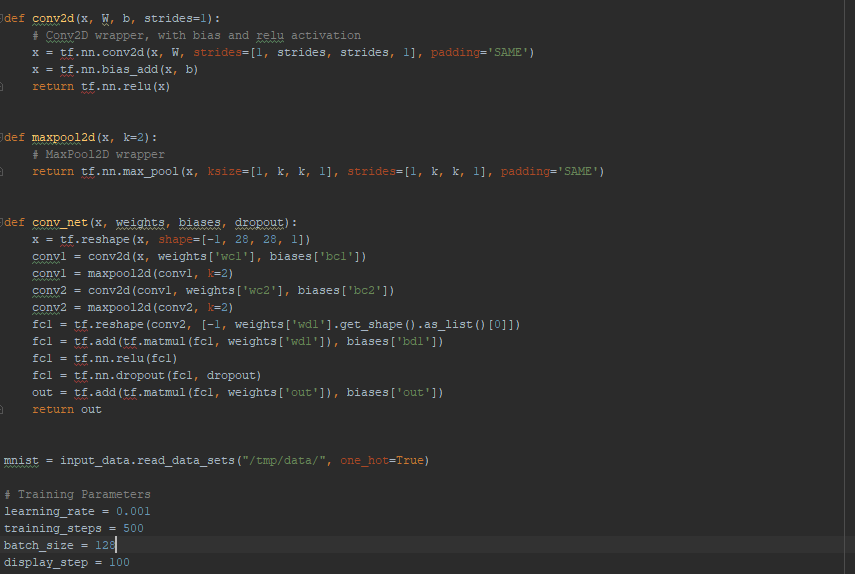 def conv2d(x, W, b, strides=1):
    # Conv2D wrapper, with bias and relu activation
    x = tf.nn.conv2d(x, W, strides=[1, strides, strides, 1], padding='SAME')
    x = tf.nn.bias_add(x, b)
    return tf.nn.relu(x)
def maxpool2d(x, k=2):
    # MaxPool2D wrapper
    return tf.nn.max_pool(x, ksize=[1, k, k, 1], strides=[1, k, k, 1], padding='SAME')
def conv_net(x, weights, biases, dropout):
    x = tf.reshape(x, shape=[-1, 28, 28, 1])
    conv1 = conv2d(x, weights['wc1'], biases['bc1'])
    conv1 = maxpool2d(conv1, k=2)
    conv2 = conv2d(conv1, weights['wc2'], biases['bc2'])
    conv2 = maxpool2d(conv2, k=2)
    fc1 = tf.reshape(conv2, [-1, weights['wd1'].get_shape().as_list()[0]])
    fc1 = tf.add(tf.matmul(fc1, weights['wd1']), biases['bd1'])
    fc1 = tf.nn.relu(fc1)
    fc1 = tf.nn.dropout(fc1, dropout)
    out = tf.add(tf.matmul(fc1, weights['out']), biases['out'])
    return out
mnist = input_data.read_data_sets("/tmp/data/", one_hot=True)
# Training Parameters
learning_rate = 0.001
training_steps = 500
batch_size = 128
display_step = 100